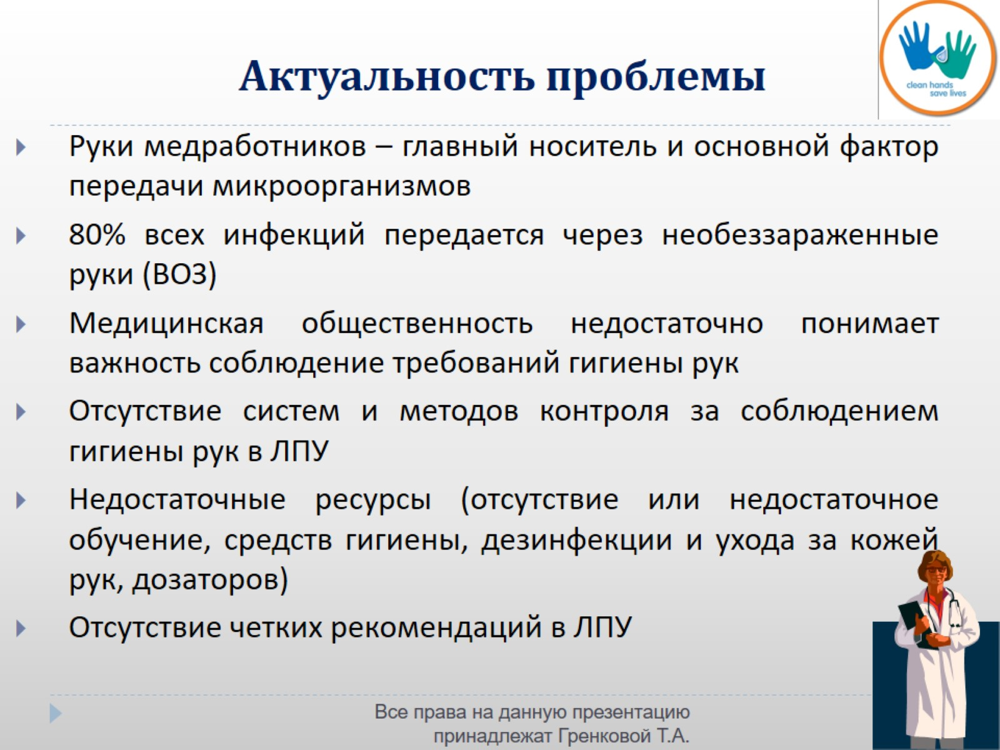 Актуальность проблемы
clean hands
save lives
Руки медработников – главный носитель и основной фактор
передачи микроорганизмов
80% всех инфекций передается через необеззараженные
руки (ВОЗ)
Медицинская общественность недостаточно понимает
важность соблюдение требований гигиены рук
Отсутствие систем и методов контроля за соблюдением
гигиены рук в ЛПУ
Недостаточные ресурсы (отсутствие или недостаточное
обучение, средств гигиены, дезинфекции и ухода за кожей
рук, дозаторов)
Отсутствие четких рекомендаций в ЛПУ
Все права на данную презентацию
принадлежат Гренковой Т.А.